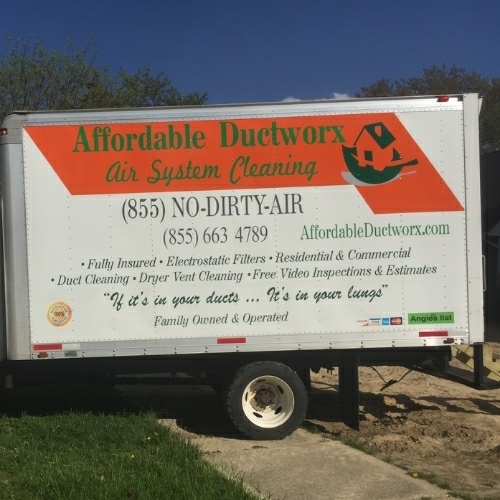 Affordable Ductworx
Air System Cleaning
(855) NO-DIRTY-AIR
(855) 663 4789 AffordableDuctworx.com
• Fully Insured • Electrostatic Filters • Residential & Commercial
• Duct Cleaning • Dryer Vent Cleaning • Free Video Inspections & Estimates
"If it's in your ducts ... It's in your lungs"
Family Owned & Operated
100%
Angies list